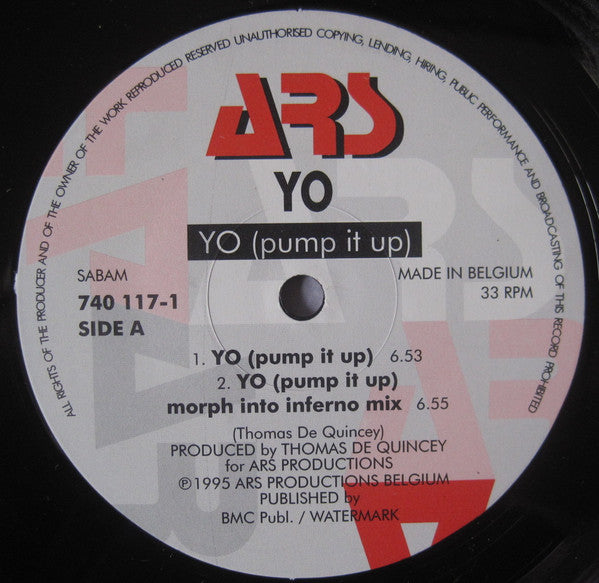 ALL RIGHTS OF THE PRODUCER AND OF THE OWNER OF THE WORK REPRODUCED RESERVED UNAUTHORISED COPYING, LENDING, HIRING, PUBLIC PERFORMANCE AND BROADCASTING OF THIS RECORD PROHIBITED
ARS
YO
YO (pump it up)
SABAM
740 117-1
SIDE A
MADE IN BELGIUM
33 RPM
1. YO (pump it up) 6.53
2. YO (pump it up)
morph into inferno mix 6.55
(Thomas De Quincey)
PRODUCED by THOMAS DE QUINCEY
for ARS PRODUCTIONS
℗1995 ARS PRODUCTIONS BELGIUM
PUBLISHED by
BMC Publ. / WATERMARK